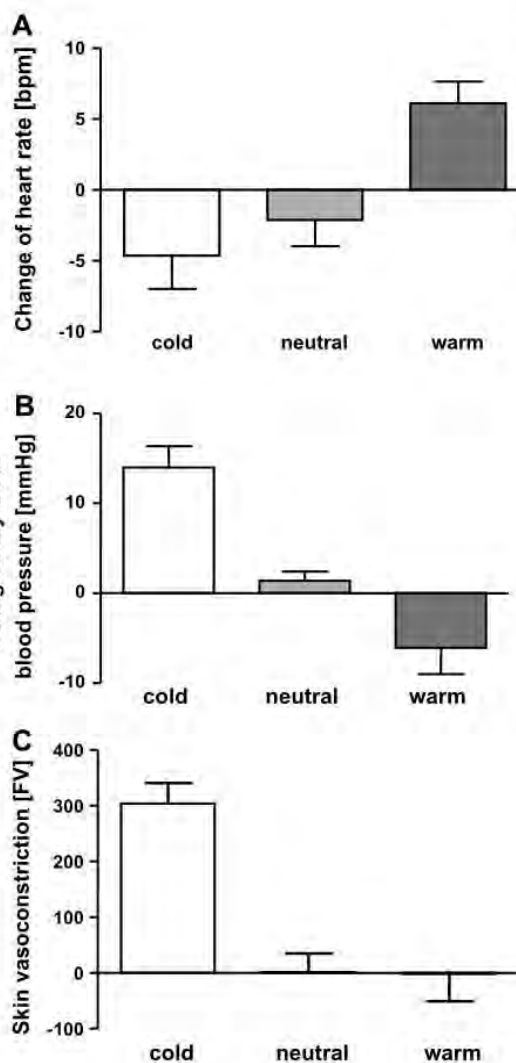 A
Change of heart rate [bpm]
10
5
0
-5
-10
cold neutral warm
B
blood pressure [mmHg]
20
10
0
-10
cold neutral warm
C
Skin vasoconstriction [FV]
400
300
200
100
0
-100
cold neutral warm